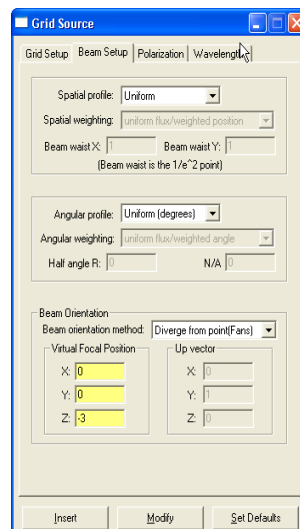 Grid Source
Grid Setup Beam Setup Polarization Wavelengths
Spatial profile: Uniform
Spatial weighting: uniform flux/weighted position
Beam waist X: 1 Beam waist Y: 1
(Beam waist is the 1/e^2 point)
Angular profile: Uniform (degrees)
Angular weighting: uniform flux/weighted angle
Half angle R: 0 N/A 0
Beam Orientation
Beam orientation method: Diverge from point(Fans)
Virtual Focal Position Up vector
X: 0 X: 0
Y: 0 Y: 1
Z: -3 Z: 0
Insert Modify Set Defaults